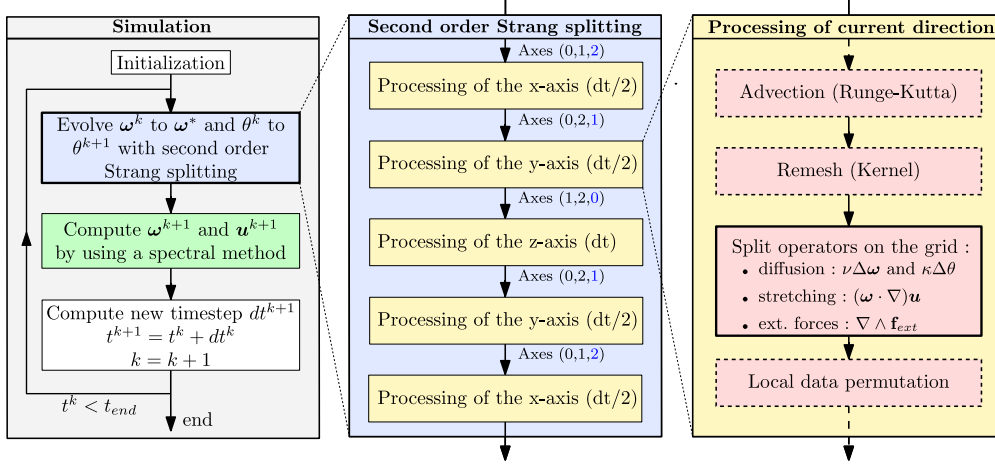 Simulation
Initialization
Evolve ω^k to ω^* and θ^k to
θ^{k+1} with second order
Strang splitting
Compute ω^{k+1} and u^{k+1}
by using a spectral method
Compute new timestep dt^{k+1}
t^{k+1} = t^k + dt^k
k = k + 1
t^k < t_{end}
end
Second order Strang splitting
Axes (0,1,2)
Processing of the x-axis (dt/2)
Axes (0,2,1)
Processing of the y-axis (dt/2)
Axes (1,2,0)
Processing of the z-axis (dt)
Axes (0,2,1)
Processing of the y-axis (dt/2)
Axes (0,1,2)
Processing of the x-axis (dt/2)
Processing of current direction
Advection (Runge-Kutta)
Remesh (Kernel)
Split operators on the grid :
• diffusion : νΔω and κΔθ
• stretching : (ω · ∇)u
• ext. forces : ∇ ∧ f_{ext}
Local data permutation